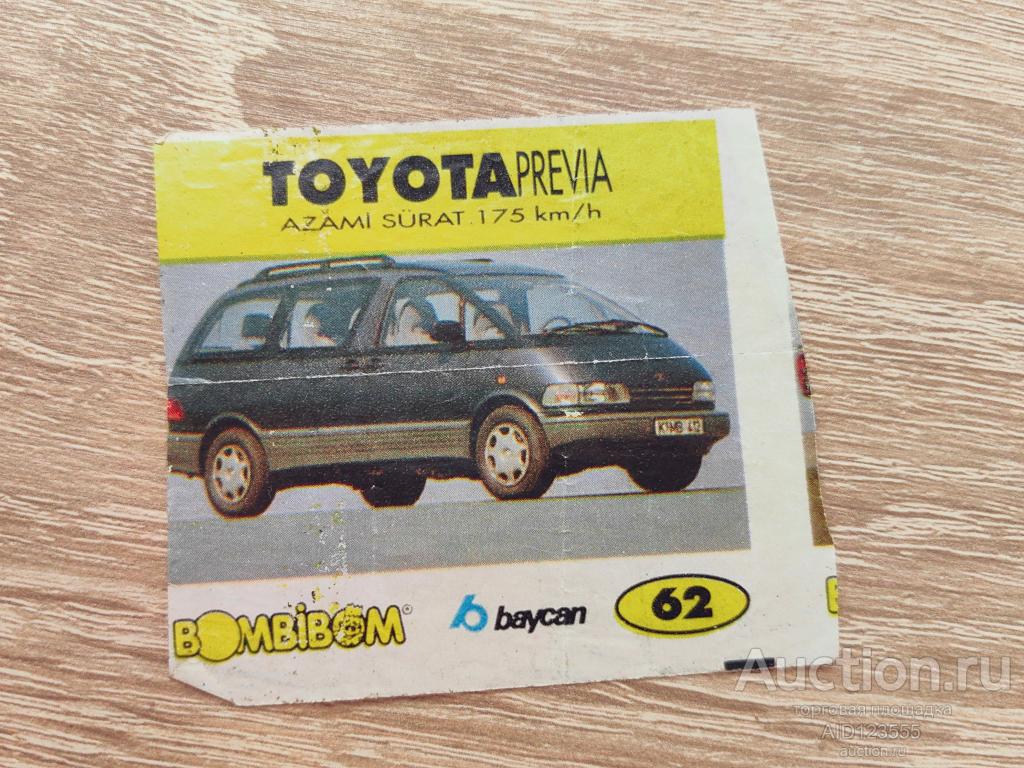 TOYOTA PREVIA
AZAMİ SÜRAT.175 km/h
BOMBİBOM®
baycan
62
Auction.ru
торговая площадка
AID123555
auction.ru